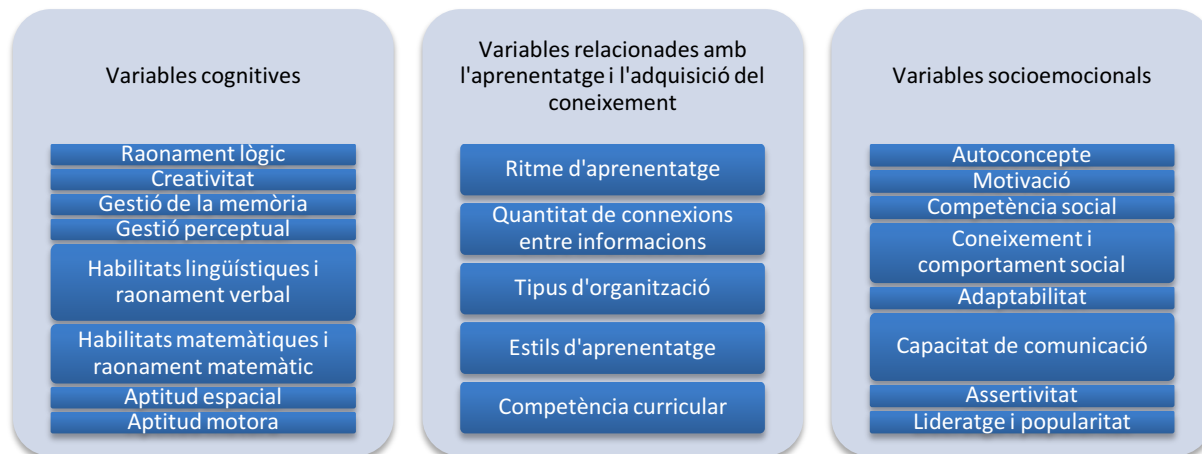 Variables cognitives
Raonament lògic
Creativitat
Gestió de la memòria
Gestió perceptual
Habilitats lingüístiques i
raonament verbal
Habilitats matemàtiques i
raonament matemàtic
Aptitud espacial
Aptitud motora
Variables relacionades amb
l'aprenentatge i l'adquisició del
coneixement
Ritme d'aprenentatge
Quantitat de connexions
entre informacions
Tipus d'organització
Estils d'aprenentatge
Competència curricular
Variables socioemocionals
Autoconcepte
Motivació
Competència social
Coneixement i
comportament social
Adaptabilitat
Capacitat de comunicació
Assertivitat
Lideratge i popularitat